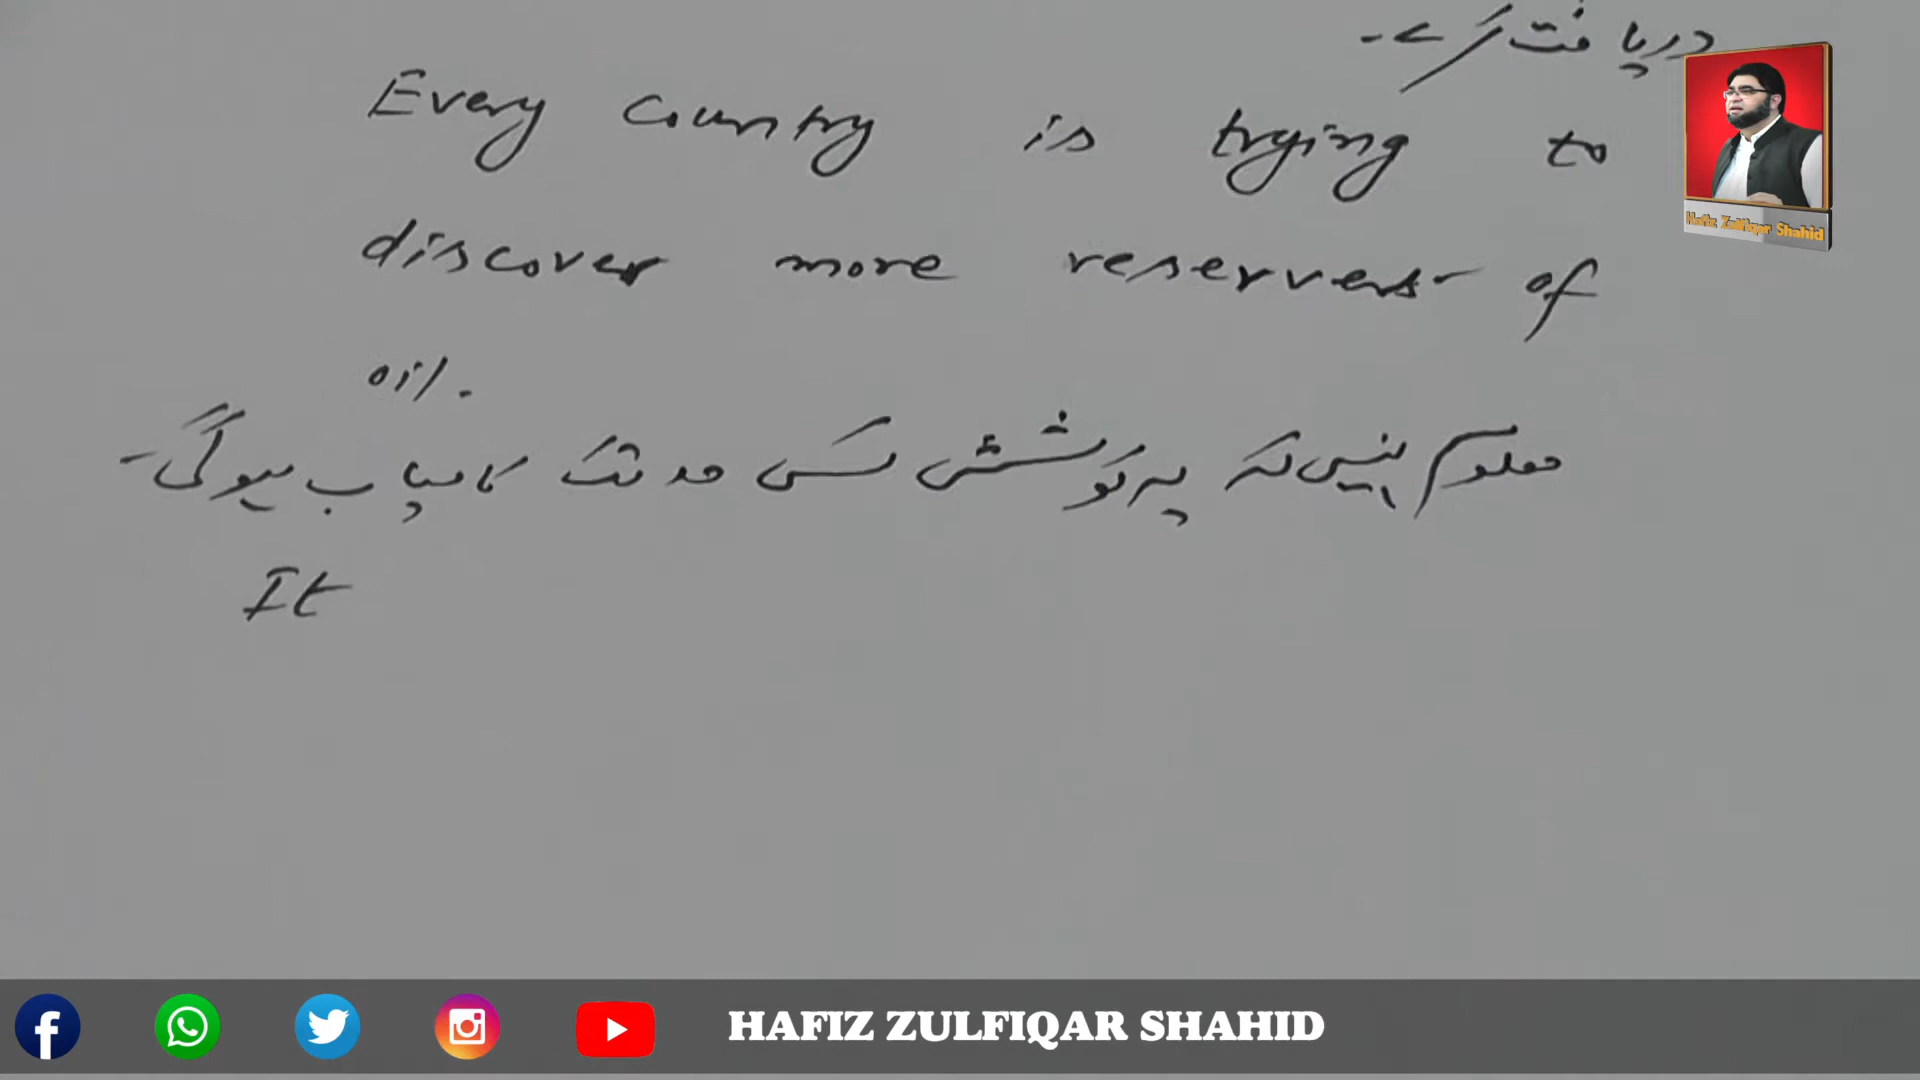 دریافت کرے۔
Every country is trying to
discover more reserves of
oil.
معلوم نہیں کہ یہ کوشش کس حد تک کامیاب ہوگی۔
It
Hafiz Zulfiqar Shahid
HAFIZ ZULFIQAR SHAHID